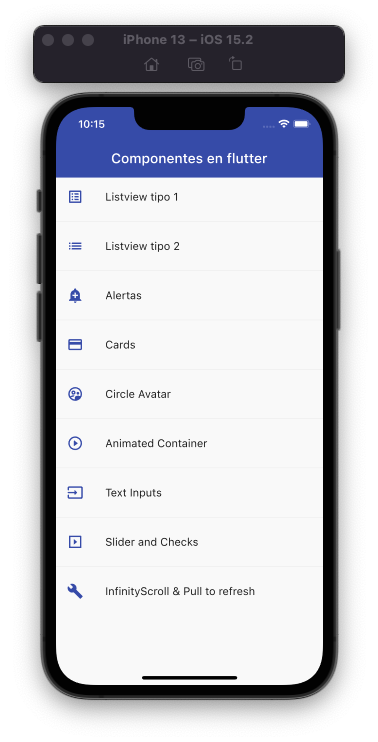 iPhone 13 – iOS 15.2
10:15
Componentes en flutter
Listview tipo 1
Listview tipo 2
Alertas
Cards
Circle Avatar
Animated Container
Text Inputs
Slider and Checks
InfinityScroll & Pull to refresh